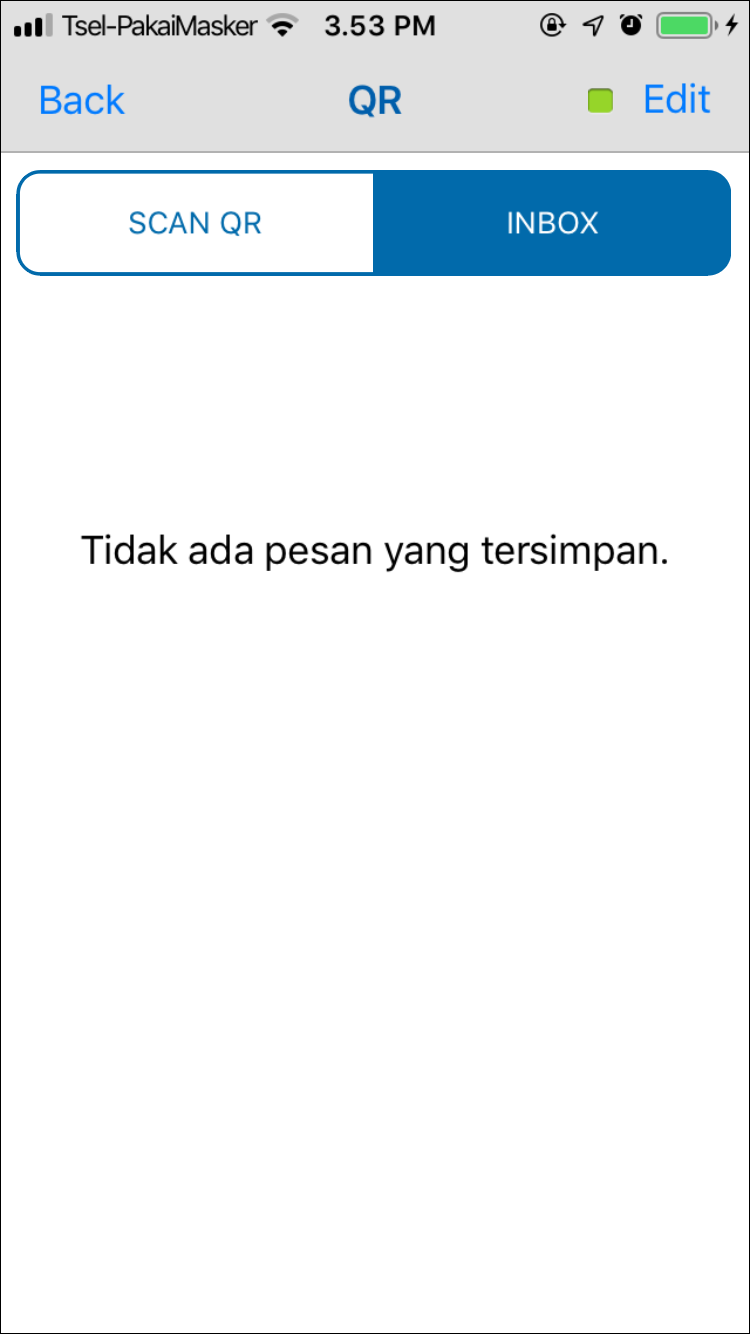 Tsel-PakaiMasker 3.53 PM
Back QR Edit
SCAN QR INBOX
Tidak ada pesan yang tersimpan.